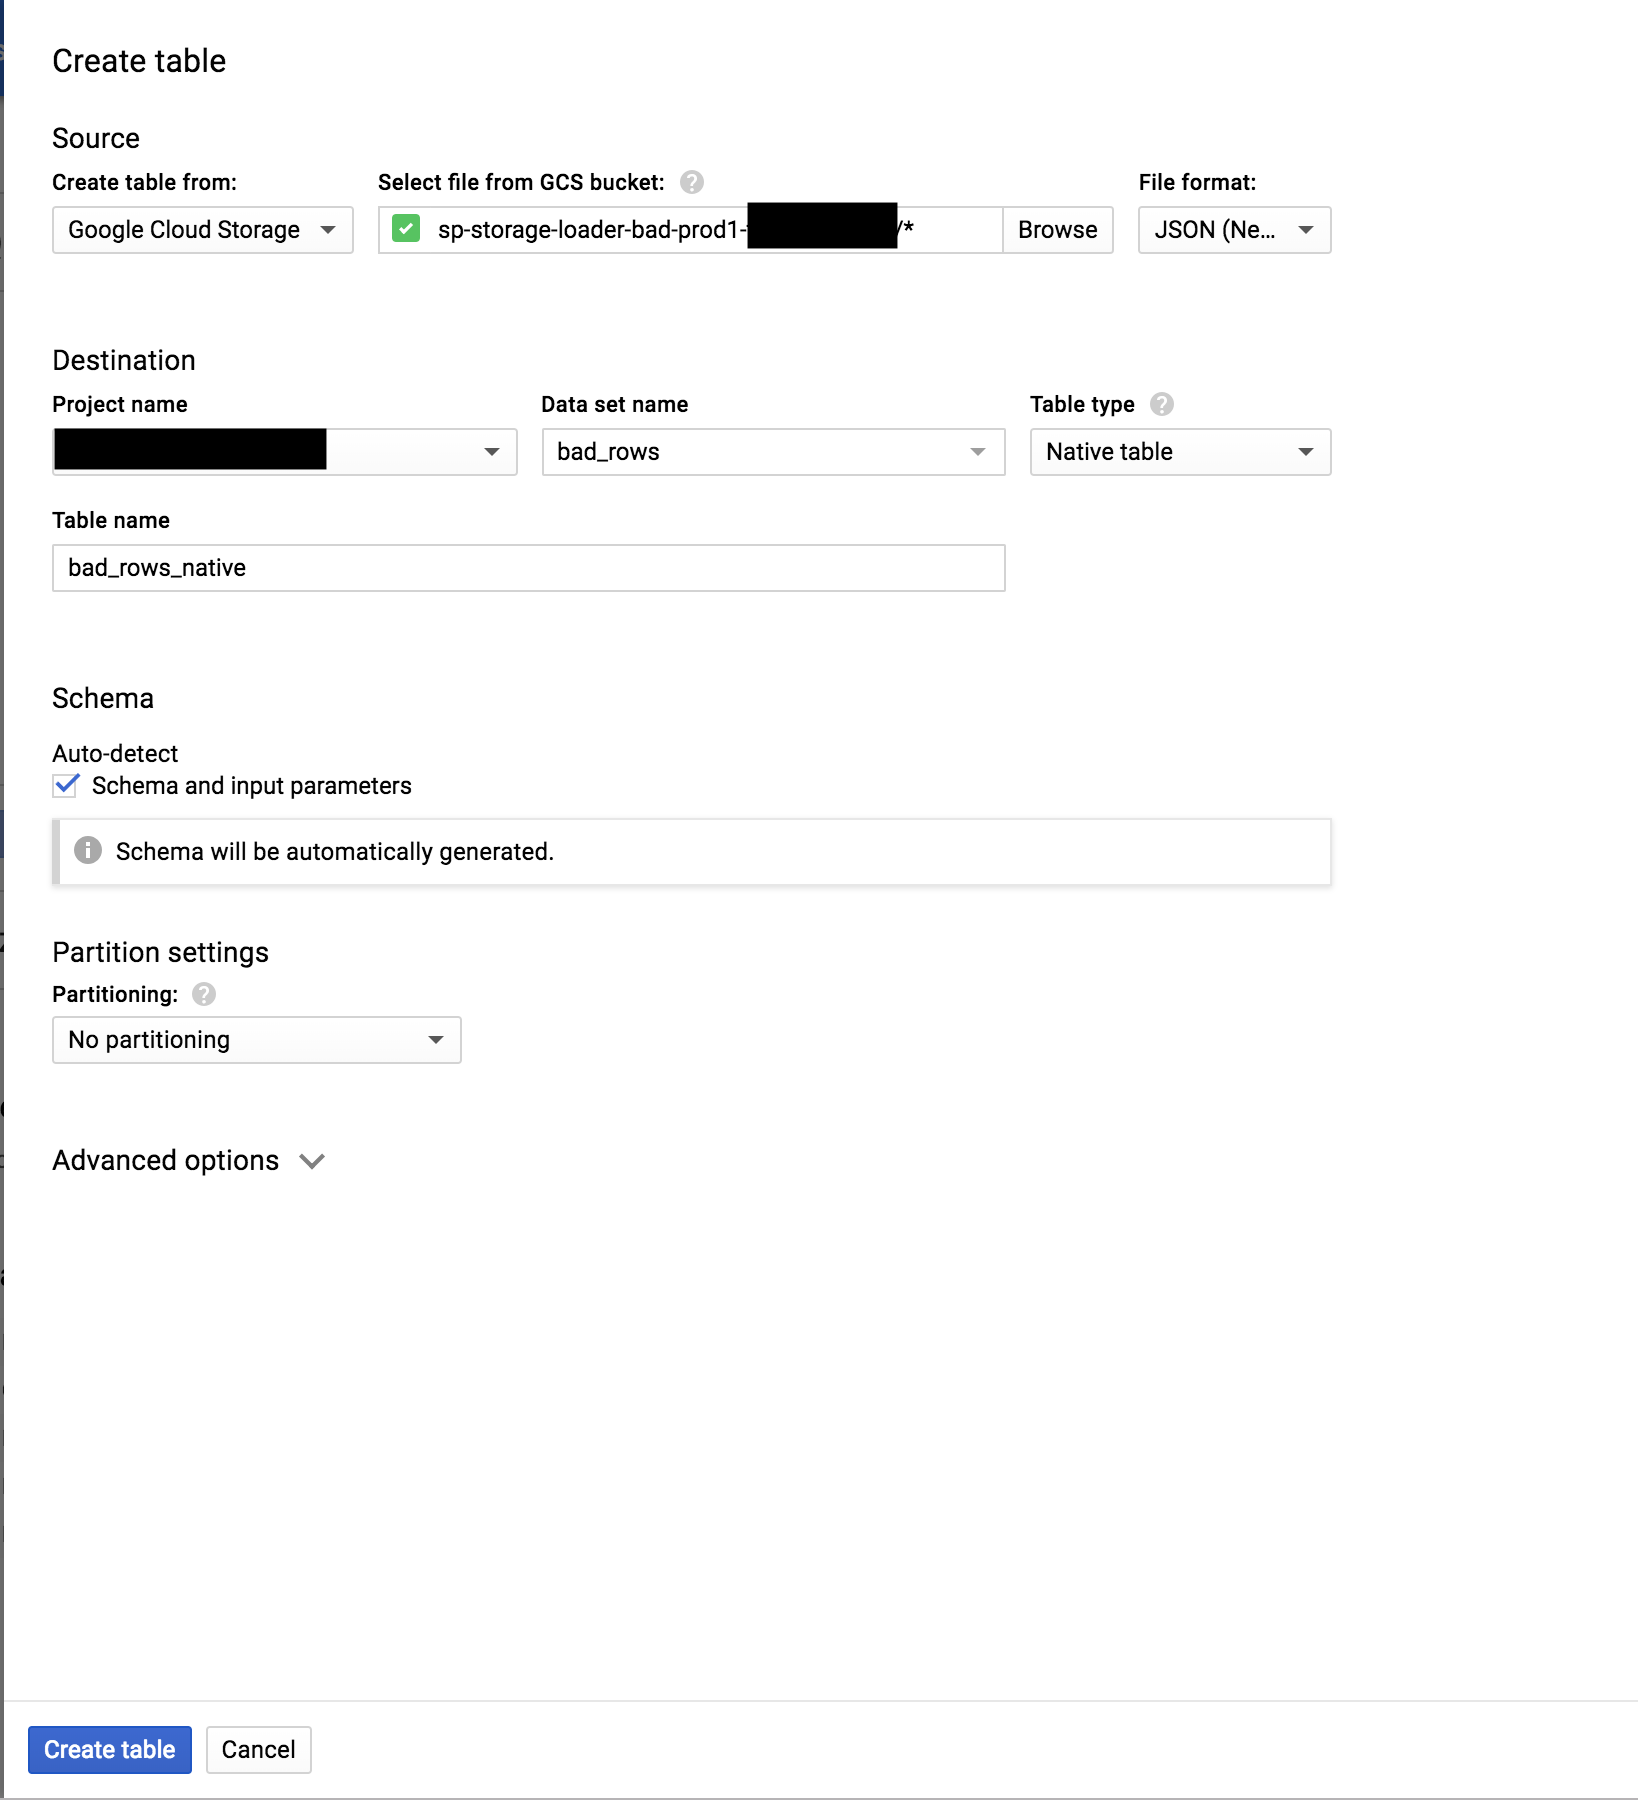 Create table
Source
Create table from:
Select file from GCS bucket:
File format:
Google Cloud Storage
sp-storage-loader-bad-prod1-
/*
Browse
JSON (Ne...
Destination
Project name
Data set name
Table type
bad_rows
Native table
Table name
bad_rows_native
Schema
Auto-detect
Schema and input parameters
Schema will be automatically generated.
Partition settings
Partitioning:
No partitioning
Advanced options
Create table
Cancel